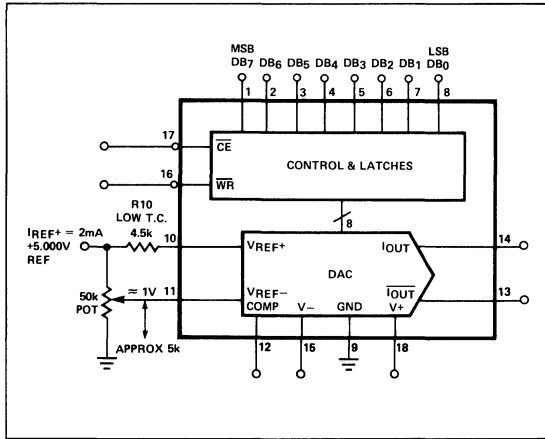 MSB LSB
DB7 DB6 DB5 DB4 DB3 DB2 DB1 DB0
1 2 3 4 5 6 7 8
17 CE
CONTROL & LATCHES
16 WR
R10
LOW T.C.
4.5k
8
IREF+ = 2mA
+5.000V
REF
10 VREF+ IOUT 14
DAC
≈ 1V
50k
POT
11 VREF– IOUT 13
COMP V– GND V+
APPROX 5k
12 15 9 18